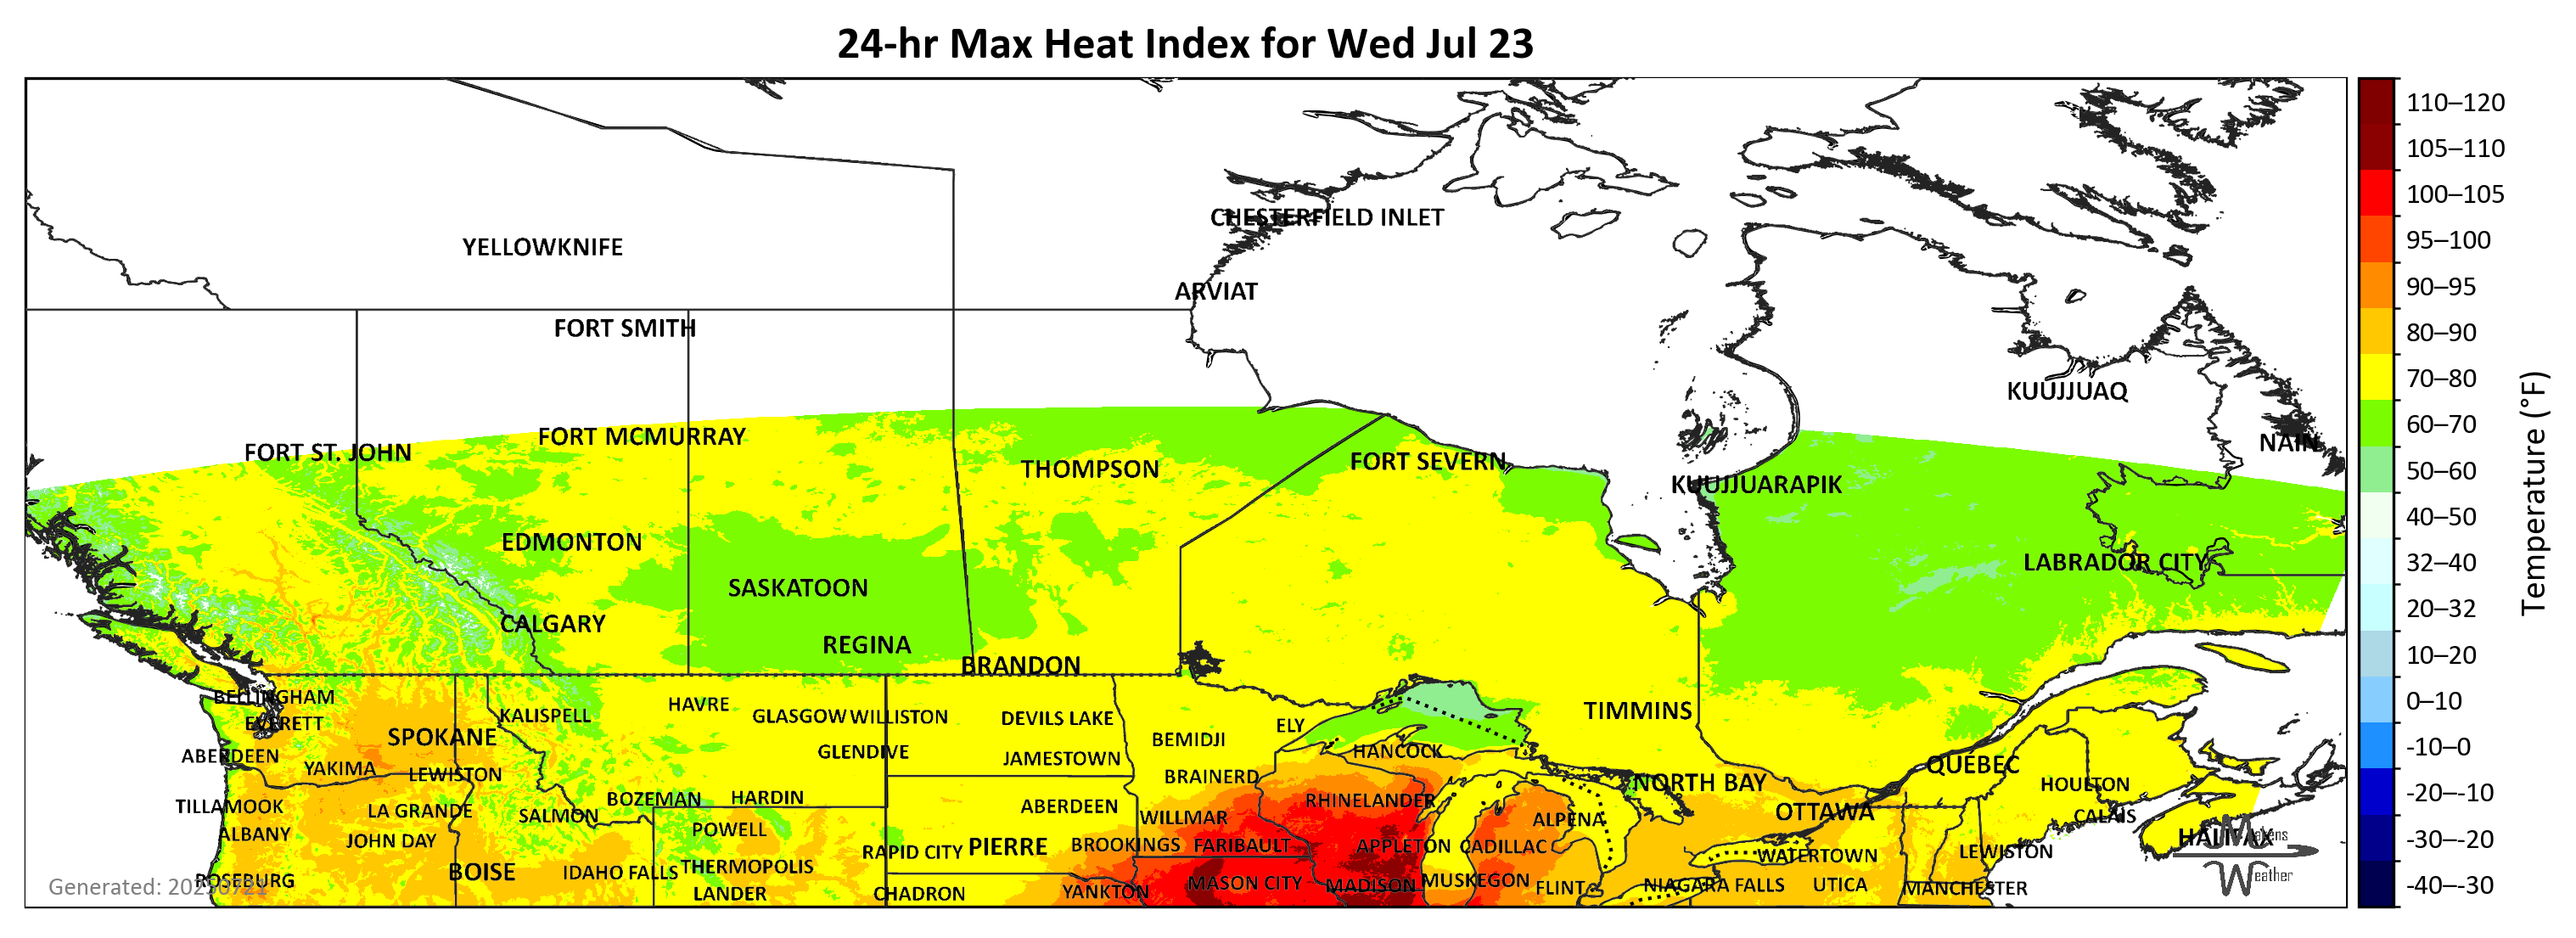 24-hr Max Heat Index for Wed Jul 23
110–120
105–110
100–105
95–100
90–95
80–90
70–80
60–70
50–60
40–50
32–40
20–32
10–20
0–10
-10–0
-20–-10
-30–-20
-40–-30
Temperature (°F)
CHESTERFIELD INLET
YELLOWKNIFE
ARVIAT
FORT SMITH
KUUJJUAQ
FORT MCMURRAY
NAIN
FORT ST. JOHN
FORT SEVERN
THOMPSON
KUUJJUARAPIK
EDMONTON
LABRADOR CITY
SASKATOON
CALGARY
REGINA
BRANDON
BELLINGHAM
HAVRE
TIMMINS
KALISPELL
GLASGOW
WILLISTON
DEVILS LAKE
EVERETT
ELY
SPOKANE
BEMIDJI
HANCOCK
GLENDIVE
ABERDEEN
JAMESTOWN
QUÉBEC
YAKIMA
LEWISTON
BRAINERD
NORTH BAY
HOULTON
BOZEMAN
HARDIN
RHINELANDER
TILLAMOOK
LA GRANDE
ABERDEEN
SALMON
WILLMAR
OTTAWA
CALAIS
ALPENA
ALBANY
POWELL
HALIFAX
JOHN DAY
PIERRE
BROOKINGS
FARIBAULT
APPLETON
CADILLAC
RAPID CITY
WATERTOWN
LEWISTON
THERMOPOLIS
BOISE
IDAHO FALLS
ROSEBURG
MASON CITY
MADISON
MUSKEGON
FLINT
NIAGARA FALLS
UTICA
MANCHESTER
LANDER
CHADRON
YANKTON
Makens
Weather
Generated: 20250721